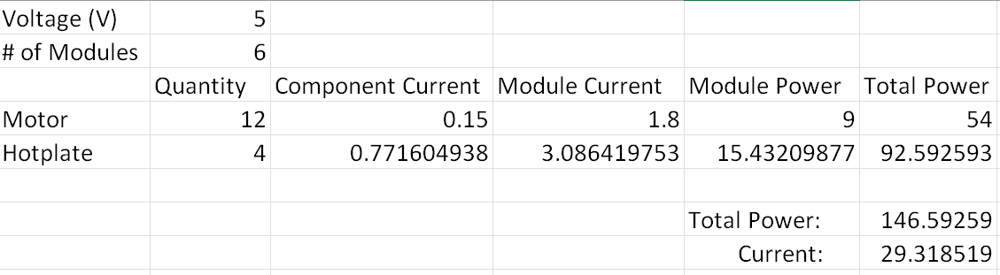 Voltage (V) 5
# of Modules 6
Quantity Component Current Module Current Module Power Total Power
Motor 12 0.15 1.8 9 54
Hotplate 4 0.771604938 3.086419753 15.43209877 92.592593
Total Power: 146.59259
Current: 29.318519